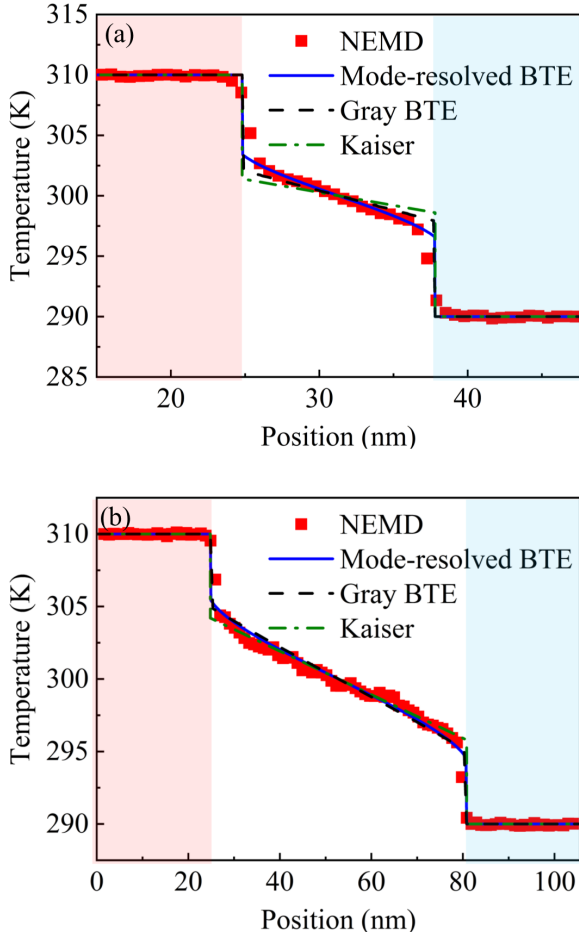 315
(a)
NEMD
310
Mode-resolved BTE
Gray BTE
305
Kaiser
300
295
290
285
20
30
40
Temperature (K)
Position (nm)
(b)
NEMD
310
Mode-resolved BTE
Gray BTE
305
Kaiser
300
295
290
0
20
40
60
80
100
Temperature (K)
Position (nm)